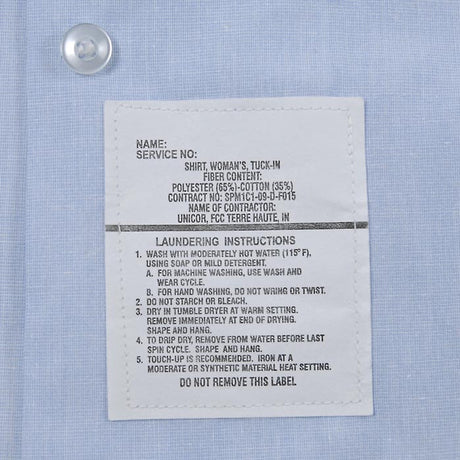 NAME:
SERVICE NO:
SHIRT, WOMAN'S, TUCK-IN
FIBER CONTENT:
POLYESTER (65%)-COTTON (35%)
CONTRACT NO: SPM1C1-09-D-F015
NAME OF CONTRACTOR:
UNICOR, FCC TERRE HAUTE, IN
LAUNDERING INSTRUCTIONS
1. WASH WITH MODERATELY HOT WATER (115°F),
USING SOAP OR MILD DETERGENT.
A. FOR MACHINE WASHING, USE WASH AND
WEAR CYCLE.
B. FOR HAND WASHING, DO NOT WRING OR TWIST.
2. DO NOT STARCH OR BLEACH.
3. DRY IN TUMBLE DRYER AT WARM SETTING.
REMOVE IMMEDIATELY AT END OF DRYING.
SHAPE AND HANG.
4. TO DRIP DRY, REMOVE FROM WATER BEFORE LAST
SPIN CYCLE. SHAPE AND HANG.
5. TOUCH-UP IS RECOMMENDED. IRON AT A
MODERATE OR SYNTHETIC MATERIAL HEAT SETTING.
DO NOT REMOVE THIS LABEL